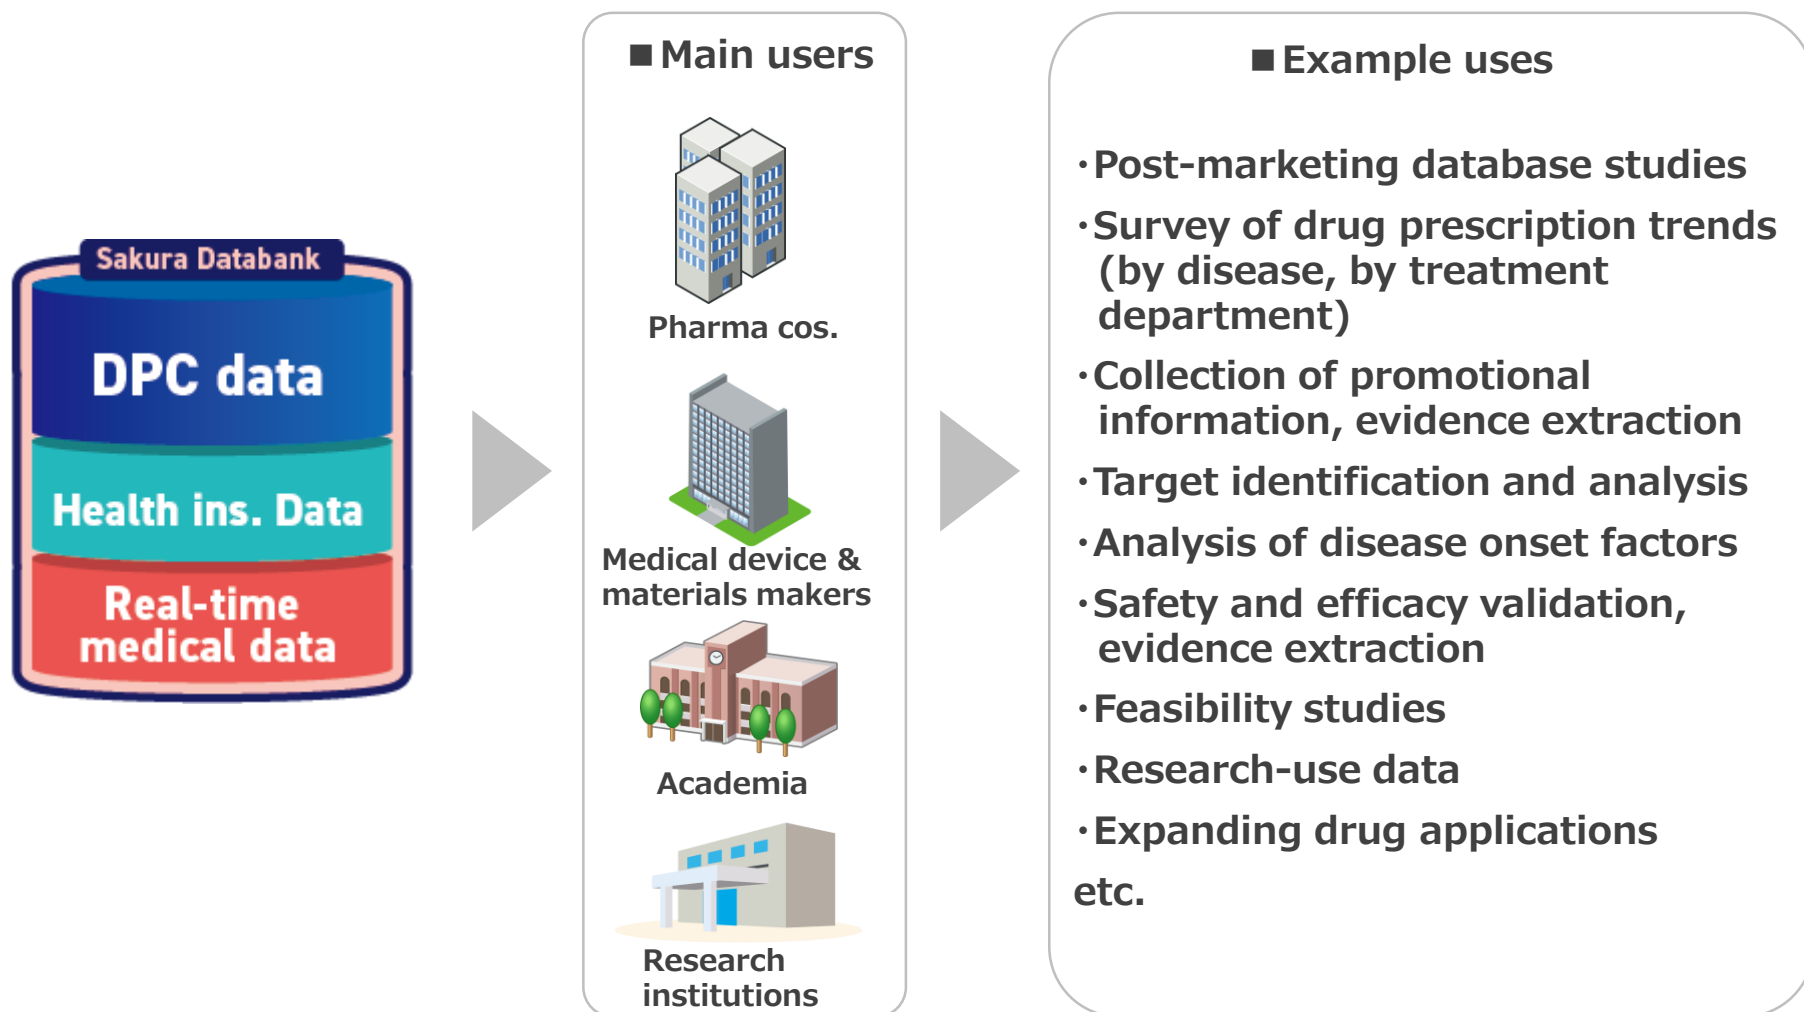 Sakura Databank
DPC data
Health ins. Data
Real-time
medical data
■Main users
Pharma cos.
Medical device &
materials makers
Academia
Research
institutions
■Example uses
・Post-marketing database studies
・Survey of drug prescription trends
(by disease, by treatment
department)
・Collection of promotional
information, evidence extraction
・Target identification and analysis
・Analysis of disease onset factors
・Safety and efficacy validation,
evidence extraction
・Feasibility studies
・Research-use data
・Expanding drug applications
etc.